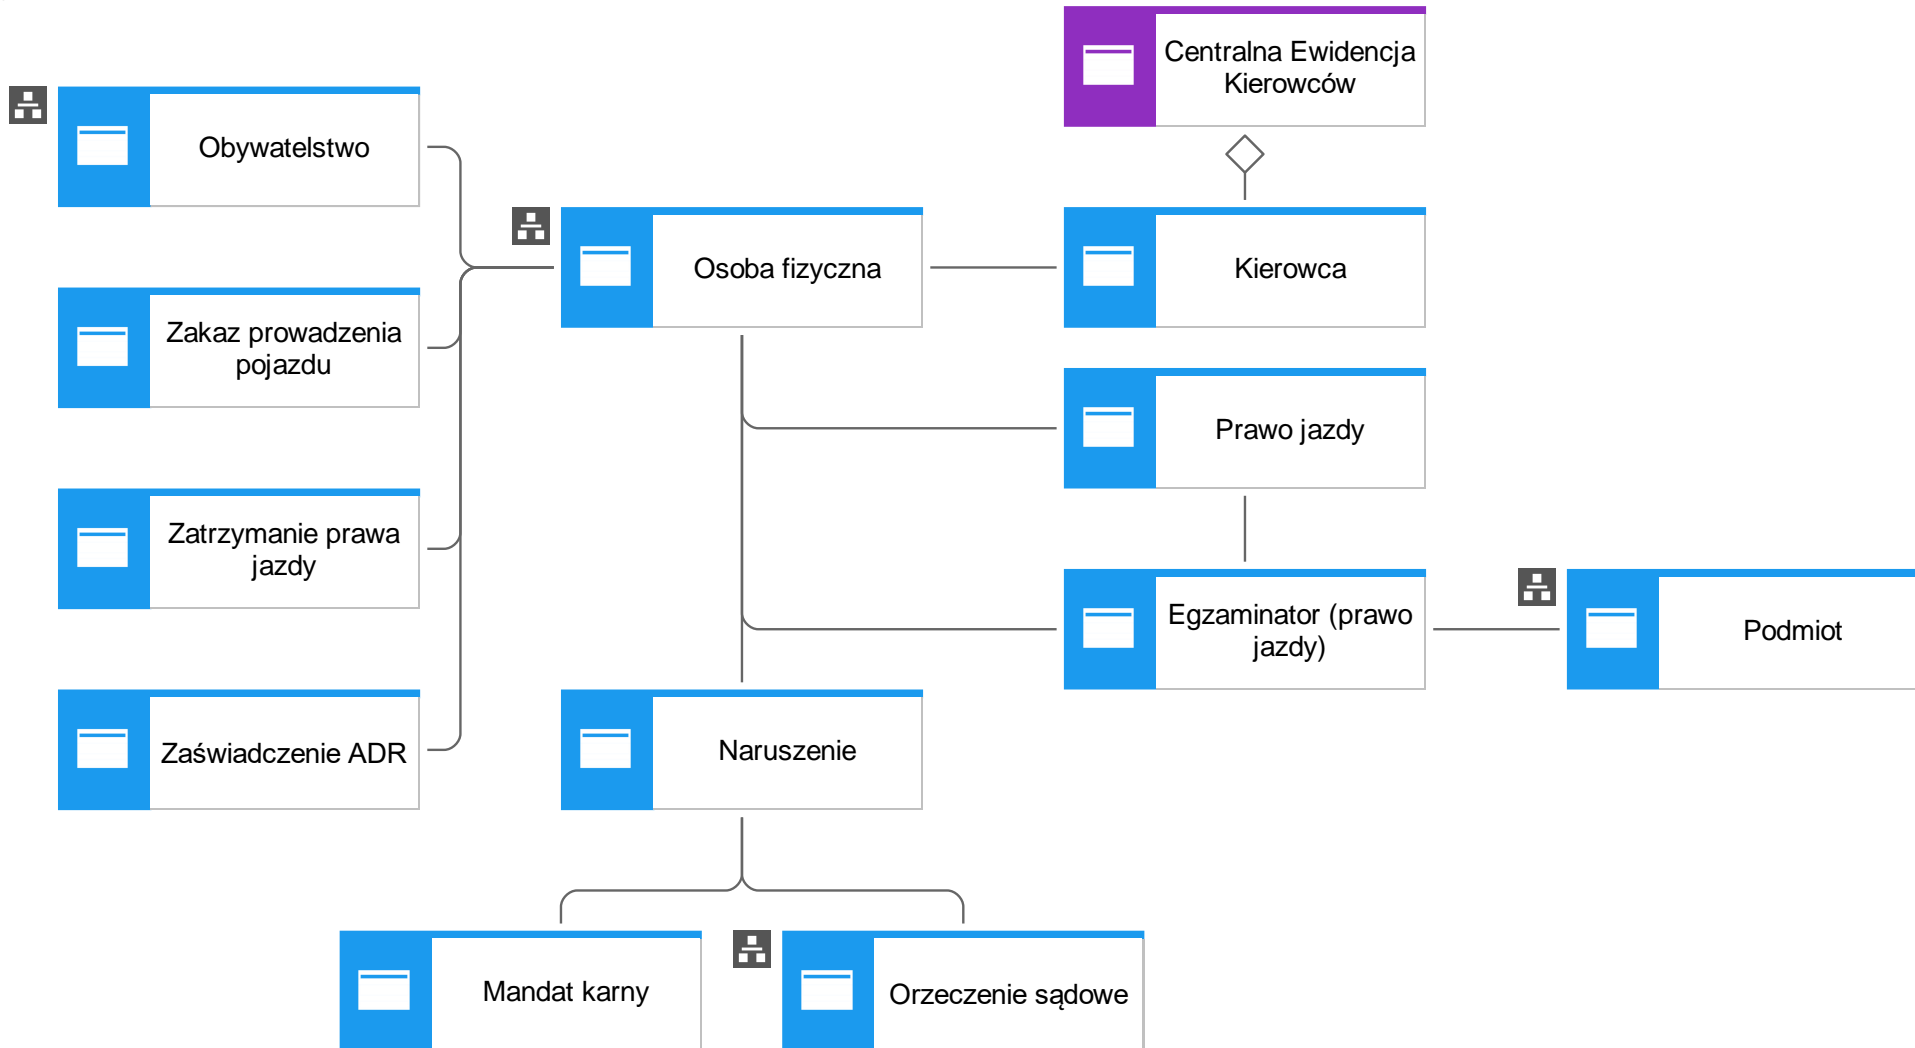 Centralna Ewidencja
Kierowców
Obywatelstwo
Osoba fizyczna
Kierowca
Zakaz prowadzenia
pojazdu
Prawo jazdy
Zatrzymanie prawa
jazdy
Egzaminator (prawo
jazdy)
Podmiot
Zaświadczenie ADR
Naruszenie
Mandat karny
Orzeczenie sądowe